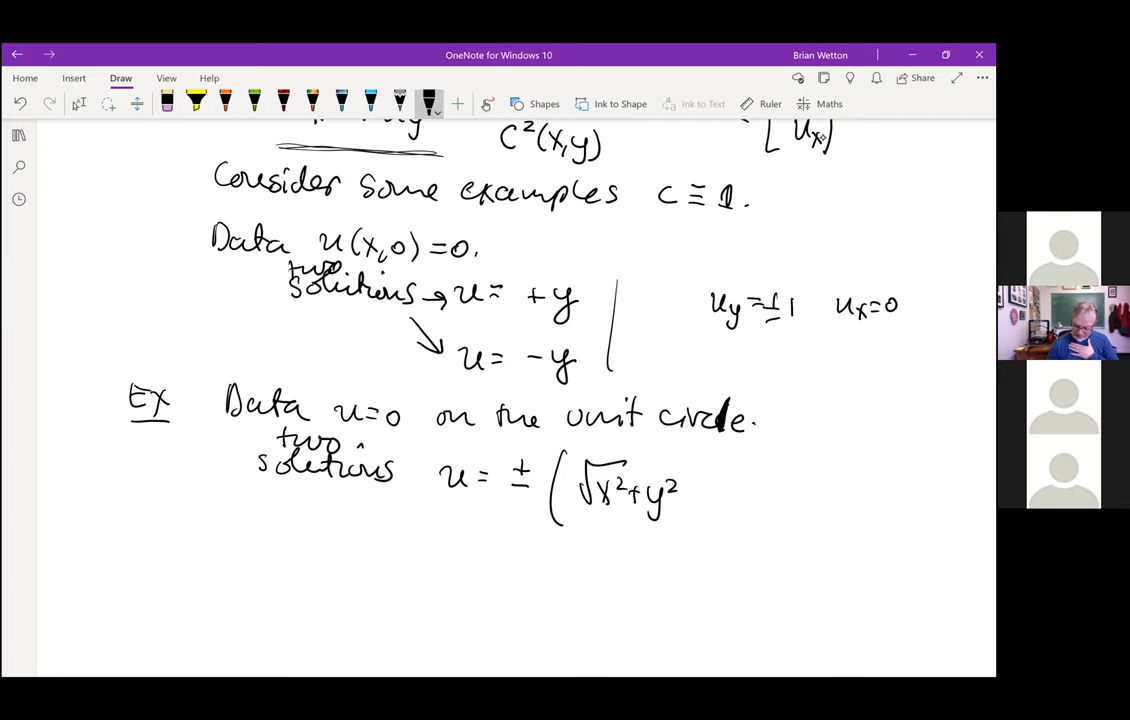 OneNote for Windows 10
Brian Wetton
Home Insert Draw View Help
Share
Shapes Ink to Shape Ink to Text Ruler Maths
C²(x,y)
[ uₓ
Consider some examples c ≡ 1.
Data u(x,0) = 0.
two
solutions → u = + y
u_y = ± 1 uₓ = 0
u = - y
Ex Data u = 0 on the unit circle.
two
solutions u = ± ( √x² + y²